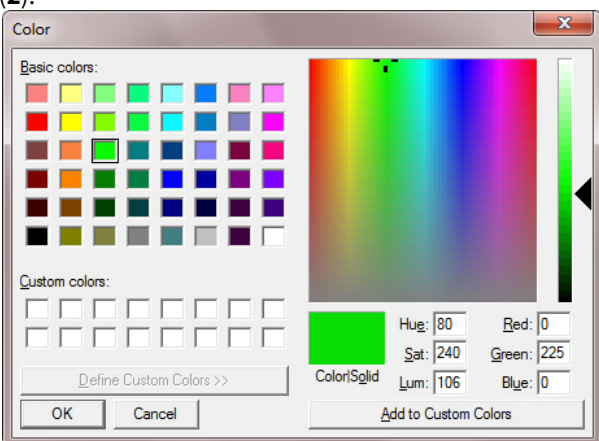 (2).
Color
Basic colors:
Custom colors:
Define Custom Colors >>
OK Cancel
Color|Solid
Hue: 80 Red: 0
Sat: 240 Green: 225
Lum: 106 Blue: 0
Add to Custom Colors